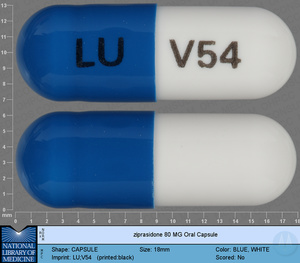 13
12
11
10
9
8
7
6
5
4
3
2
1
mm
LU V54
1 2 3 4 5 6 7 8 9 10 11 12 13 14 15 16 17 18
ziprasidone 80 MG Oral Capsule
NATIONAL
LIBRARY OF
MEDICINE
Shape: CAPSULE Size: 18mm Color: BLUE, WHITE
Imprint: LU;V54 (printed;black) Scored: No